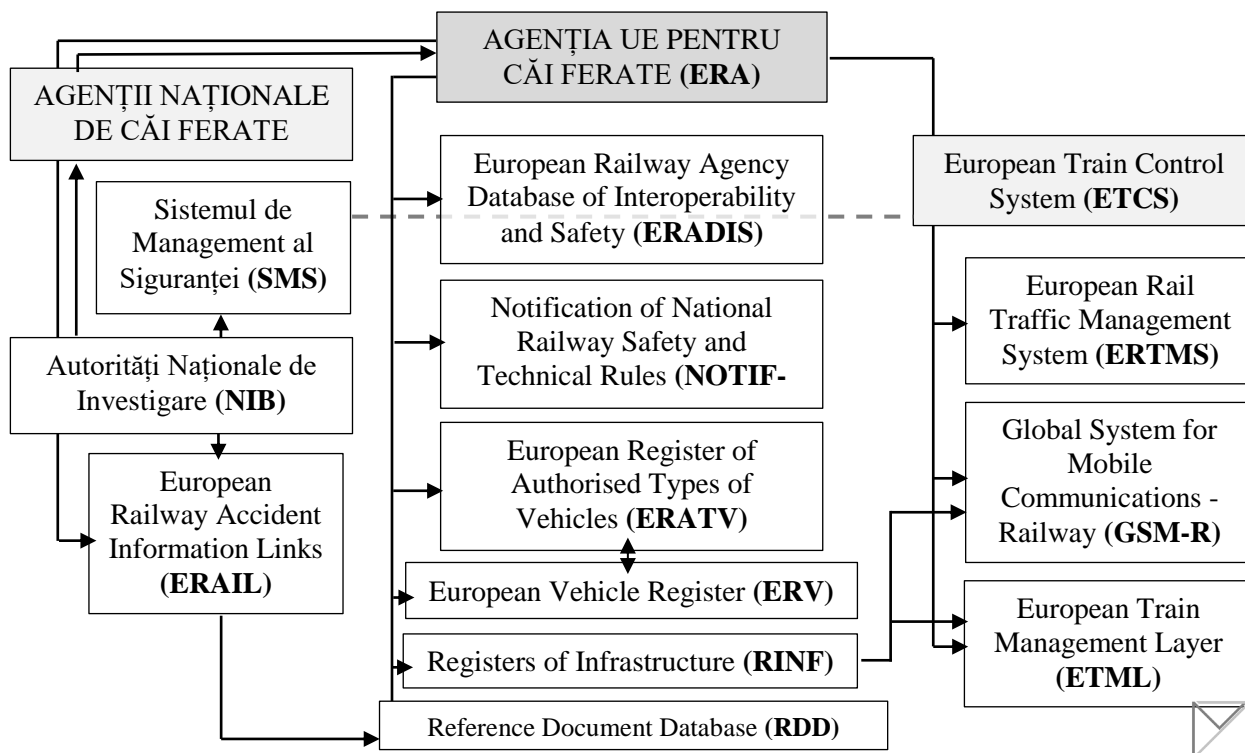 AGENȚIA UE PENTRU
CĂI FERATE (ERA)
AGENȚII NAȚIONALE
DE CĂI FERATE
Sistemul de
Management al
Siguranței (SMS)
Autorități Naționale de
Investigare (NIB)
European
Railway Accident
Information Links
(ERAIL)
European Railway Agency
Database of Interoperability
and Safety (ERADIS)
Notification of National
Railway Safety and
Technical Rules (NOTIF-
European Register of
Authorised Types of
Vehicles (ERATV)
European Vehicle Register (ERV)
Registers of Infrastructure (RINF)
Reference Document Database (RDD)
European Train Control
System (ETCS)
European Rail
Traffic Management
System (ERTMS)
Global System for
Mobile
Communications -
Railway (GSM-R)
European Train
Management Layer
(ETML)